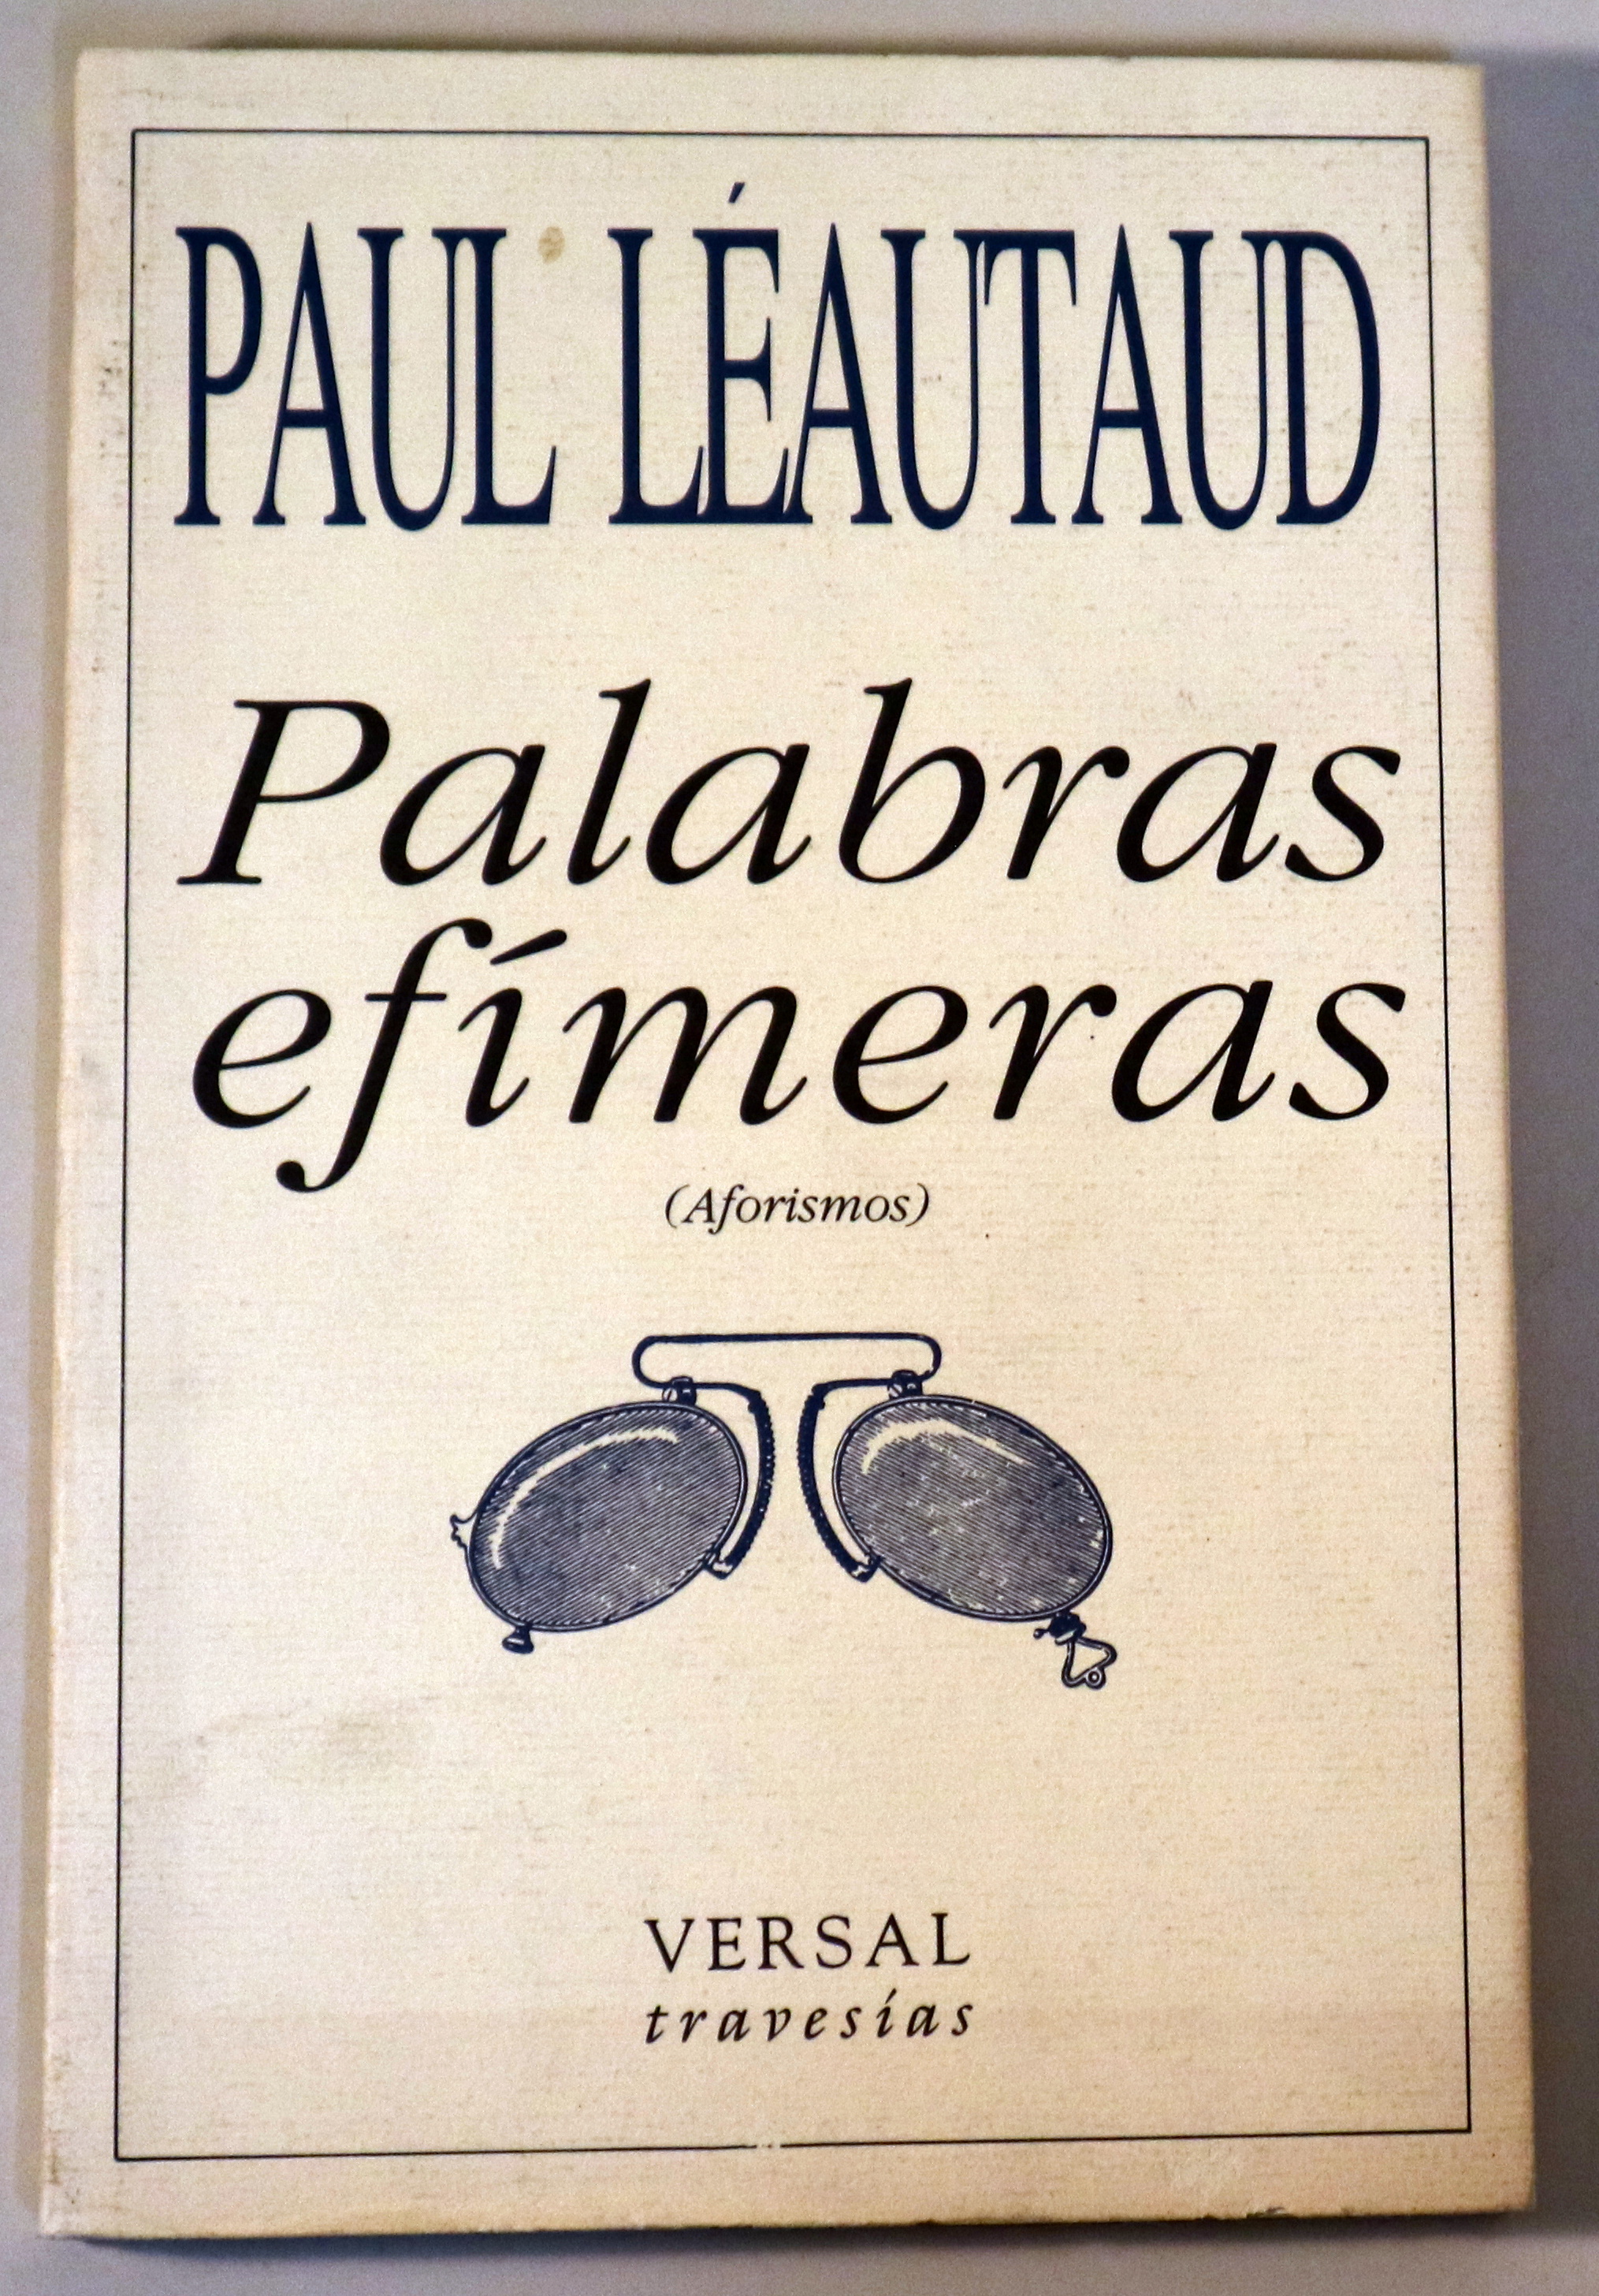 PAUL LÉAUTAUD
Palabras
efímeras
(Aforismos)
VERSAL
travesías